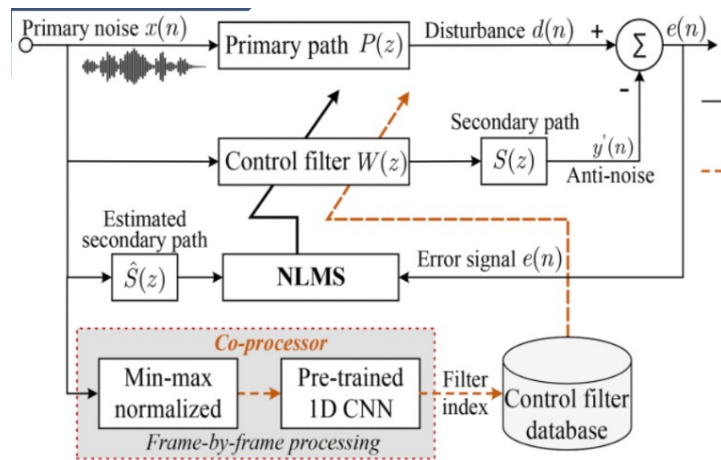 Primary noise x(n)
Primary path P(z)
Disturbance d(n)
+
Σ
e(n)
-
Control filter W(z)
Secondary path
S(z)
y'(n)
Anti-noise
Estimated
secondary path
Ŝ(z)
NLMS
Error signal e(n)
Co-processor
Min-max
normalized
Pre-trained
1D CNN
Filter
index
Control filter
database
Frame-by-frame processing